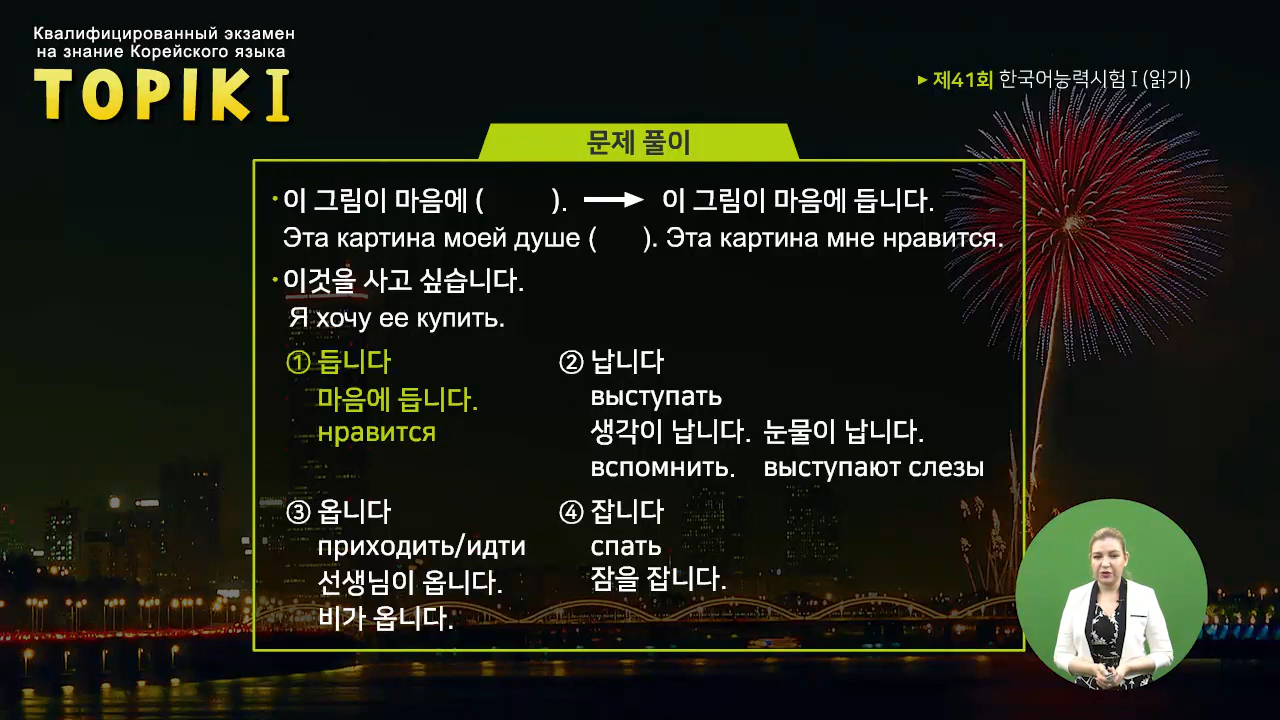 Квалифицированный экзамен
на знание Корейского языка
TOPIK I
▸ 제41회 한국어능력시험 I (읽기)
문제 풀이
· 이 그림이 마음에 (        ). → 이 그림이 마음에 듭니다.
Эта картина моей душе (      ). Эта картина мне нравится.
· 이것을 사고 싶습니다.
Я хочу ее купить.
① 듭니다
마음에 듭니다.
нравится
② 납니다
выступать
생각이 납니다. 눈물이 납니다.
вспомнить. выступают слезы
③ 옵니다
приходить/идти
선생님이 옵니다.
비가 옵니다.
④ 잡니다
спать
잠을 잡니다.